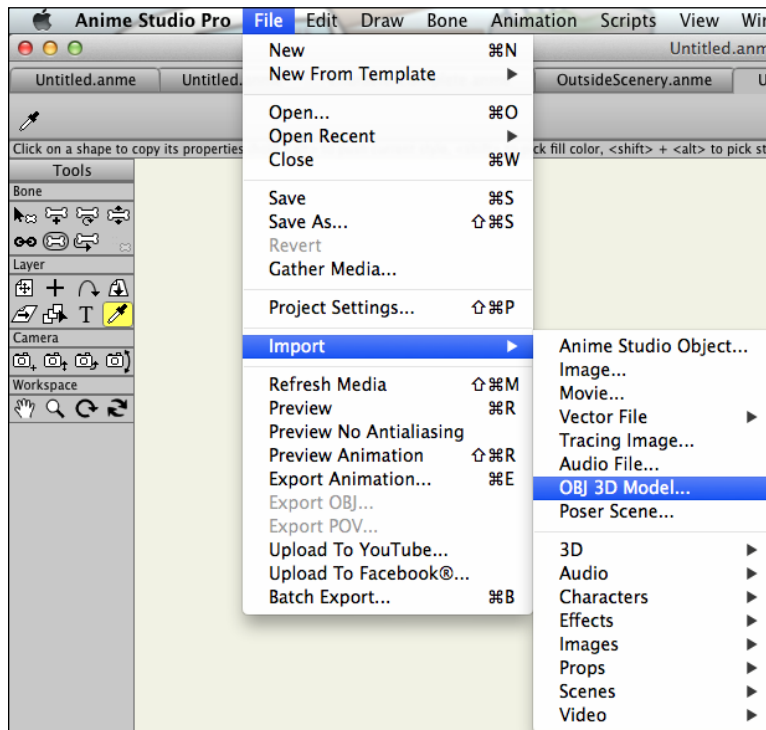 Anime Studio Pro File Edit Draw Bone Animation Scripts View Wir
Untitled.anm
Untitled.anme Untitled. OutsideScenery.anme U
Click on a shape to copy its properties ck fill color, <shift> + <alt> to pick st
Tools
Bone
Layer
T
Camera
Workspace
New ⌘N
New From Template ▶
Open... ⌘O
Open Recent ▶
Close ⌘W
Save ⌘S
Save As... ⇧⌘S
Revert
Gather Media...
Project Settings... ⇧⌘P
Import ▶
Refresh Media ⇧⌘M
Preview ⌘R
Preview No Antialiasing
Preview Animation ⇧⌘R
Export Animation... ⌘E
Export OBJ...
Export POV...
Upload To YouTube...
Upload To Facebook®...
Batch Export... ⌘B
Anime Studio Object...
Image...
Movie...
Vector File ▶
Tracing Image...
Audio File...
OBJ 3D Model...
Poser Scene...
3D ▶
Audio ▶
Characters ▶
Effects ▶
Images ▶
Props ▶
Scenes ▶
Video ▶